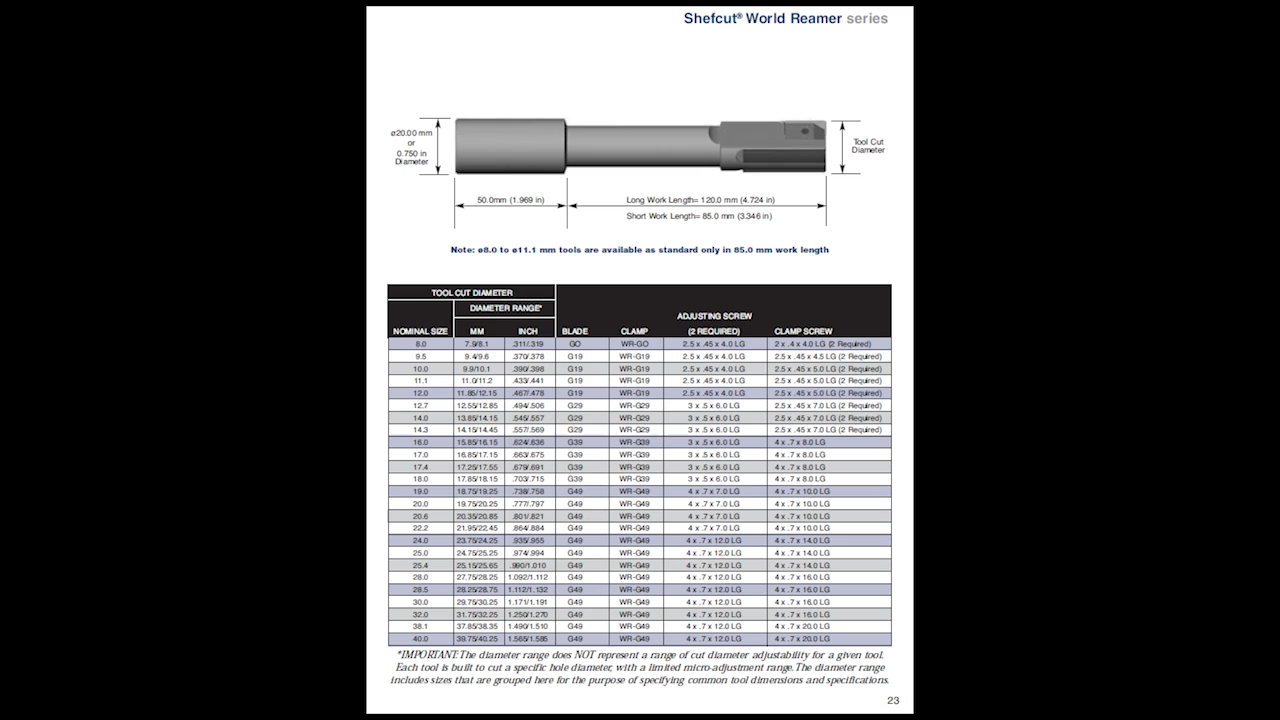 Shefcut® World Reamer series
ø20.00 mm
or
0.750 in
Diameter
Tool Cut
Diameter
50.0mm (1.969 in)
Long Work Length= 120.0 mm (4.724 in)
Short Work Length= 85.0 mm (3.346 in)
Note: ø8.0 to ø11.1 mm tools are available as standard only in 85.0 mm work length
TOOL CUT DIAMETER
DIAMETER RANGE*
ADJUSTING SCREW
NOMINAL SIZE MM INCH BLADE CLAMP (2 REQUIRED) CLAMP SCREW
8.0 7.9/8.1 .311/.319 GO WR-GO 2.5 x .45 x 4.0 LG 2 x .4 x 4.0 LG (2 Required)
9.5 9.4/9.6 .370/.378 G19 WR-G19 2.5 x .45 x 4.0 LG 2.5 x .45 x 4.5 LG (2 Required)
10.0 9.9/10.1 .390/.398 G19 WR-G19 2.5 x .45 x 4.0 LG 2.5 x .45 x 5.0 LG (2 Required)
11.1 11.0/11.2 .433/.441 G19 WR-G19 2.5 x .45 x 4.0 LG 2.5 x .45 x 5.0 LG (2 Required)
12.0 11.85/12.15 .467/.478 G19 WR-G19 2.5 x .45 x 4.0 LG 2.5 x .45 x 5.0 LG (2 Required)
12.7 12.55/12.85 .494/.506 G29 WR-G29 3 x .5 x 6.0 LG 2.5 x .45 x 7.0 LG (2 Required)
14.0 13.85/14.15 .545/.557 G29 WR-G29 3 x .5 x 6.0 LG 2.5 x .45 x 7.0 LG (2 Required)
14.3 14.15/14.45 .557/.569 G29 WR-G29 3 x .5 x 6.0 LG 2.5 x .45 x 7.0 LG (2 Required)
16.0 15.85/16.15 .624/.636 G39 WR-G39 3 x .5 x 6.0 LG 4 x .7 x 8.0 LG
17.0 16.85/17.15 .663/.675 G39 WR-G39 3 x .5 x 6.0 LG 4 x .7 x 8.0 LG
17.4 17.25/17.55 .679/.691 G39 WR-G39 3 x .5 x 6.0 LG 4 x .7 x 8.0 LG
18.0 17.85/18.15 .703/.715 G39 WR-G39 3 x .5 x 6.0 LG 4 x .7 x 8.0 LG
19.0 18.75/19.25 .738/.758 G49 WR-G49 4 x .7 x 7.0 LG 4 x .7 x 10.0 LG
20.0 19.75/20.25 .777/.797 G49 WR-G49 4 x .7 x 7.0 LG 4 x .7 x 10.0 LG
20.6 20.35/20.85 .801/.821 G49 WR-G49 4 x .7 x 7.0 LG 4 x .7 x 10.0 LG
22.2 21.95/22.45 .864/.884 G49 WR-G49 4 x .7 x 7.0 LG 4 x .7 x 10.0 LG
24.0 23.75/24.25 .935/.955 G49 WR-G49 4 x .7 x 12.0 LG 4 x .7 x 14.0 LG
25.0 24.75/25.25 .974/.994 G49 WR-G49 4 x .7 x 12.0 LG 4 x .7 x 14.0 LG
25.4 25.15/25.65 .990/1.010 G49 WR-G49 4 x .7 x 12.0 LG 4 x .7 x 14.0 LG
28.0 27.75/28.25 1.092/1.112 G49 WR-G49 4 x .7 x 12.0 LG 4 x .7 x 16.0 LG
28.5 28.25/28.75 1.112/1.132 G49 WR-G49 4 x .7 x 12.0 LG 4 x .7 x 16.0 LG
30.0 29.75/30.25 1.171/1.191 G49 WR-G49 4 x .7 x 12.0 LG 4 x .7 x 16.0 LG
32.0 31.75/32.25 1.250/1.270 G49 WR-G49 4 x .7 x 12.0 LG 4 x .7 x 16.0 LG
38.1 37.85/38.35 1.490/1.510 G49 WR-G49 4 x .7 x 12.0 LG 4 x .7 x 20.0 LG
40.0 39.75/40.25 1.565/1.585 G49 WR-G49 4 x .7 x 12.0 LG 4 x .7 x 20.0 LG
*IMPORTANT: The diameter range does NOT represent a range of cut diameter adjustability for a given tool.
Each tool is built to cut a specific hole diameter, with a limited micro-adjustment range. The diameter range
includes sizes that are grouped here for the purpose of specifying common tool dimensions and specifications.
23